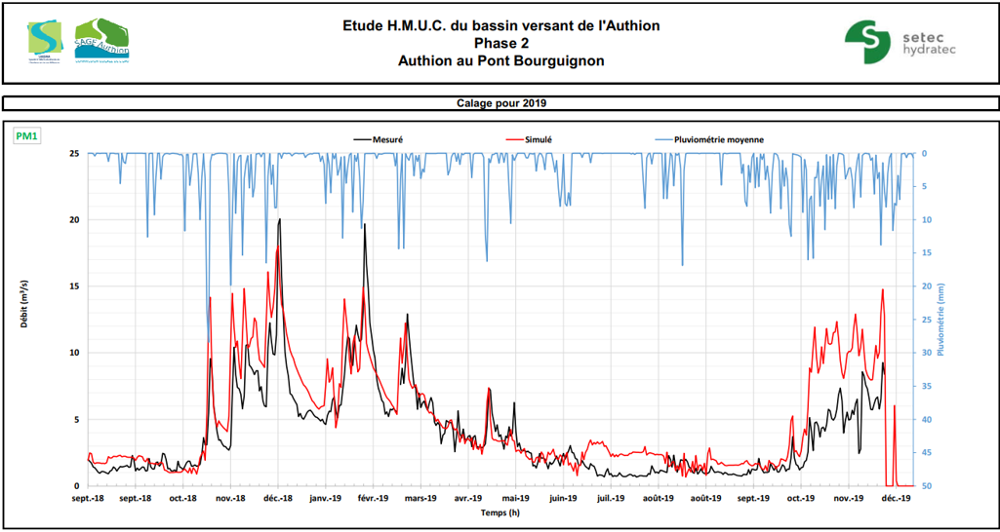 Etude H.M.U.C. du bassin versant de l'Authion
Phase 2
Authion au Pont Bourguignon
SAGE Authion
setec
hydratec
Calage pour 2019
PM1
Mesuré Simulé Pluviométrie moyenne
25 0
20 5
15 10
10 15
5 20
0 25
30
35
40
45
50
Débit (m³/s)
Pluviométrie (mm)
sept.-18 sept.-18 oct.-18 nov.-18 déc.-18 janv.-19 févr.-19 mars-19 avr.-19 mai-19 juin-19 juil.-19 août-19 août-19 sept.-19 oct.-19 nov.-19 déc.-19
Temps (h)